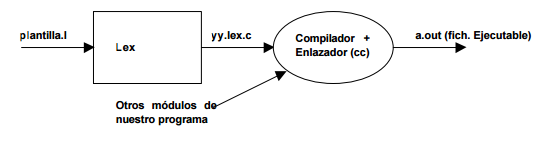 plantilla.l
Lex
yy.lex.c
Compilador +
Enlazador (cc)
a.out (fich. Ejecutable)
Otros módulos de
nuestro programa